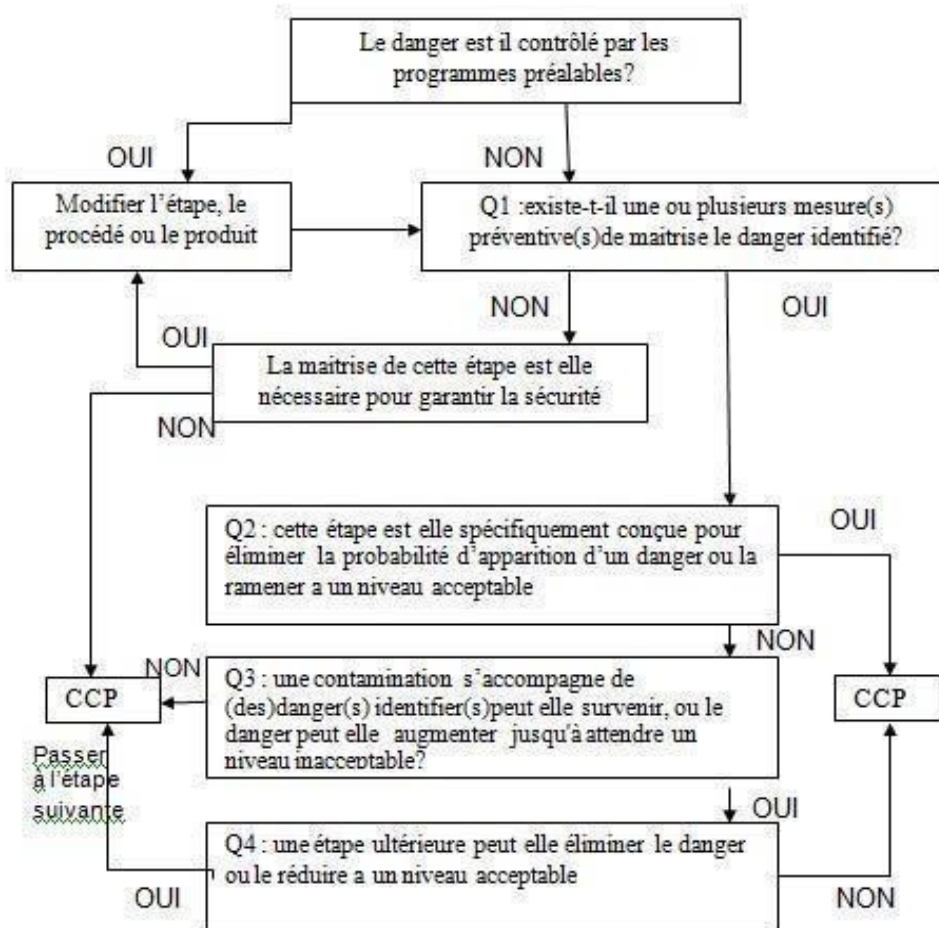 Le danger est il contrôlé par les
programmes préalables?
OUI
NON
Modifier l'étape, le
procédé ou le produit
Q1 :existe-t-il une ou plusieurs mesure(s)
préventive(s)de maitrise le danger identifié?
NON
OUI
OUI
La maitrise de cette étape est elle
nécessaire pour garantir la sécurité
NON
Q2 : cette étape est elle spécifiquement conçue pour
éliminer la probabilité d'apparition d'un danger ou la
ramener a un niveau acceptable
OUI
NON
NON
CCP
Q3 : une contamination s'accompagne de
(des)danger(s) identifier(s)peut elle survenir, ou le
danger peut elle augmenter jusqu'à attendre un
niveau inacceptable?
CCP
Passer
à l'étape
suivante
OUI
Q4 : une étape ultérieure peut elle éliminer le danger
ou le réduire a un niveau acceptable
OUI
NON